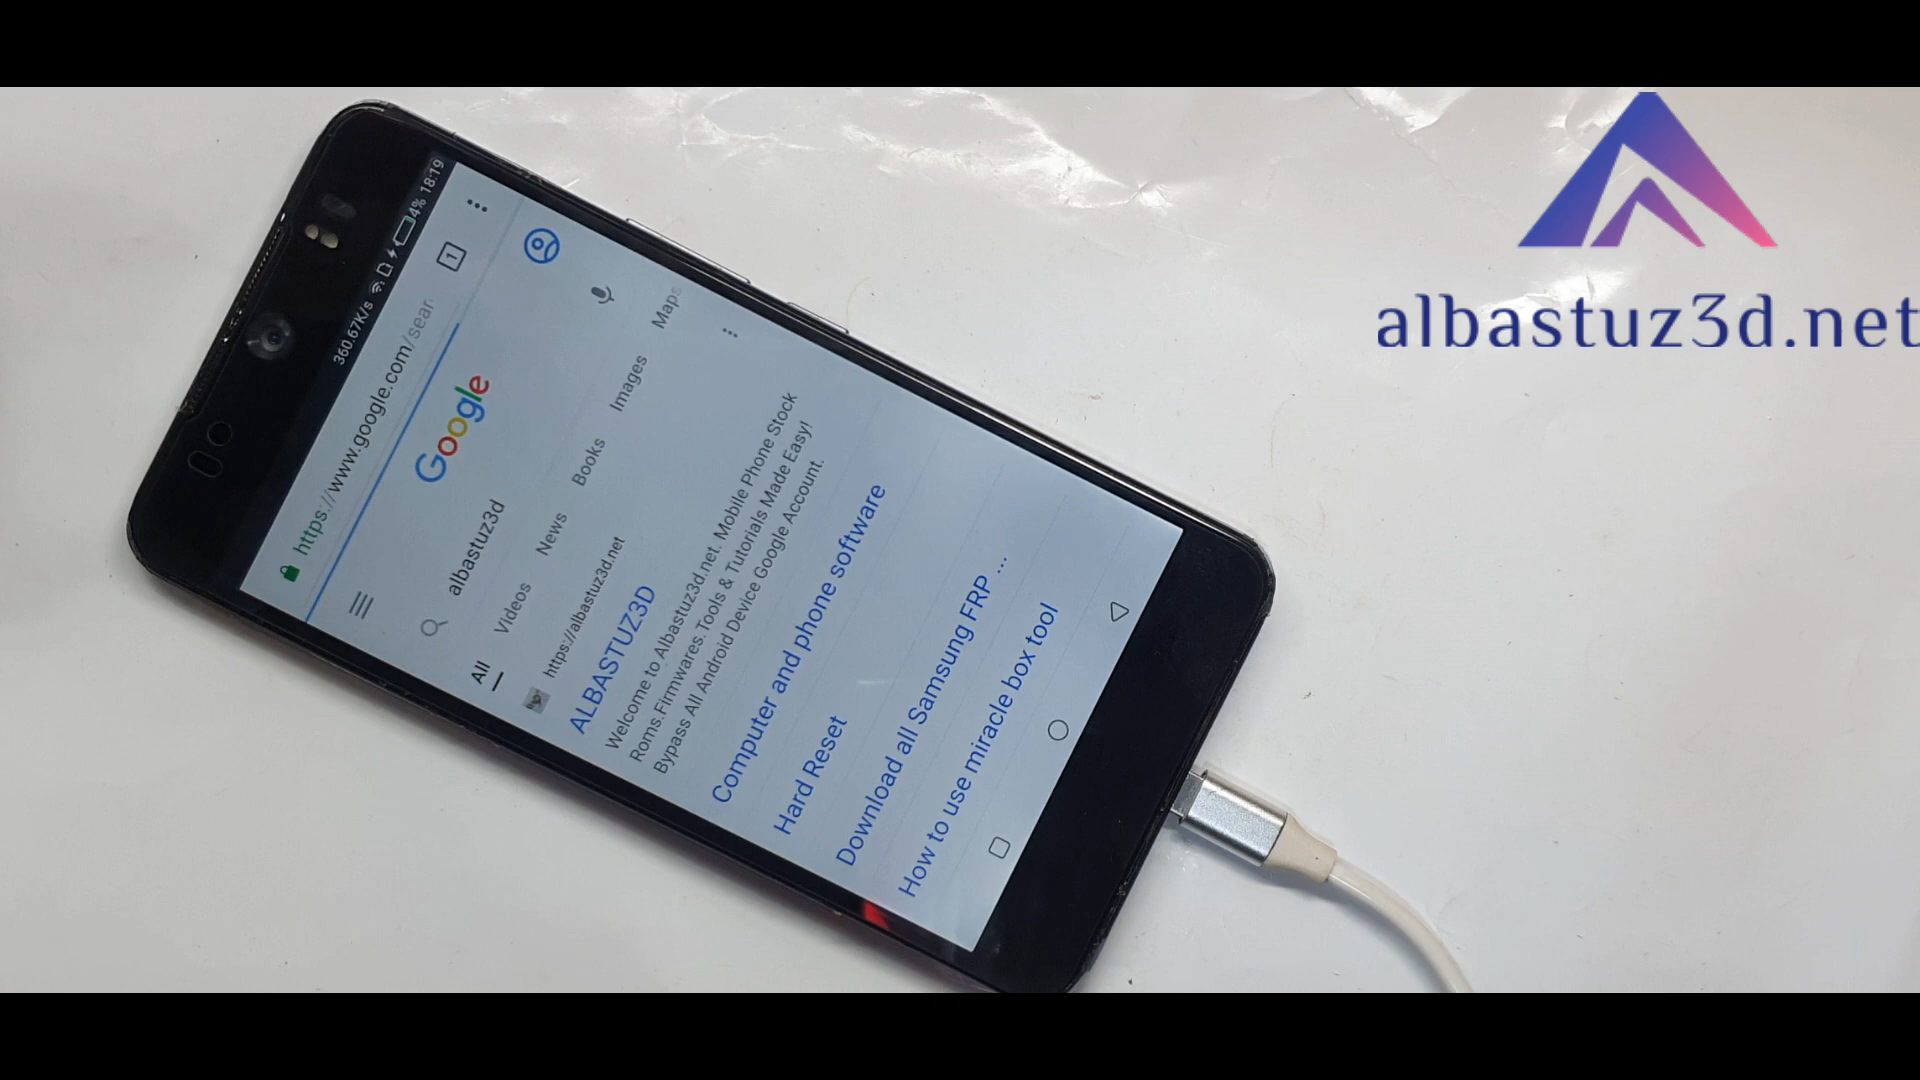 360.67K/s 4% 18:19
https://www.google.com/sear
1
Google
albastuz3d
All Videos News Books Images Maps
https://albastuz3d.net
ALBASTUZ3D
Welcome to Albastuz3d.net. Mobile Phone Stock
Roms.Firmwares.Tools & Tutorials Made Easy!
Bypass All Android Device Google Account.
Computer and phone software
Hard Reset
Download all Samsung FRP ...
How to use miracle box tool
albastuz3d.net